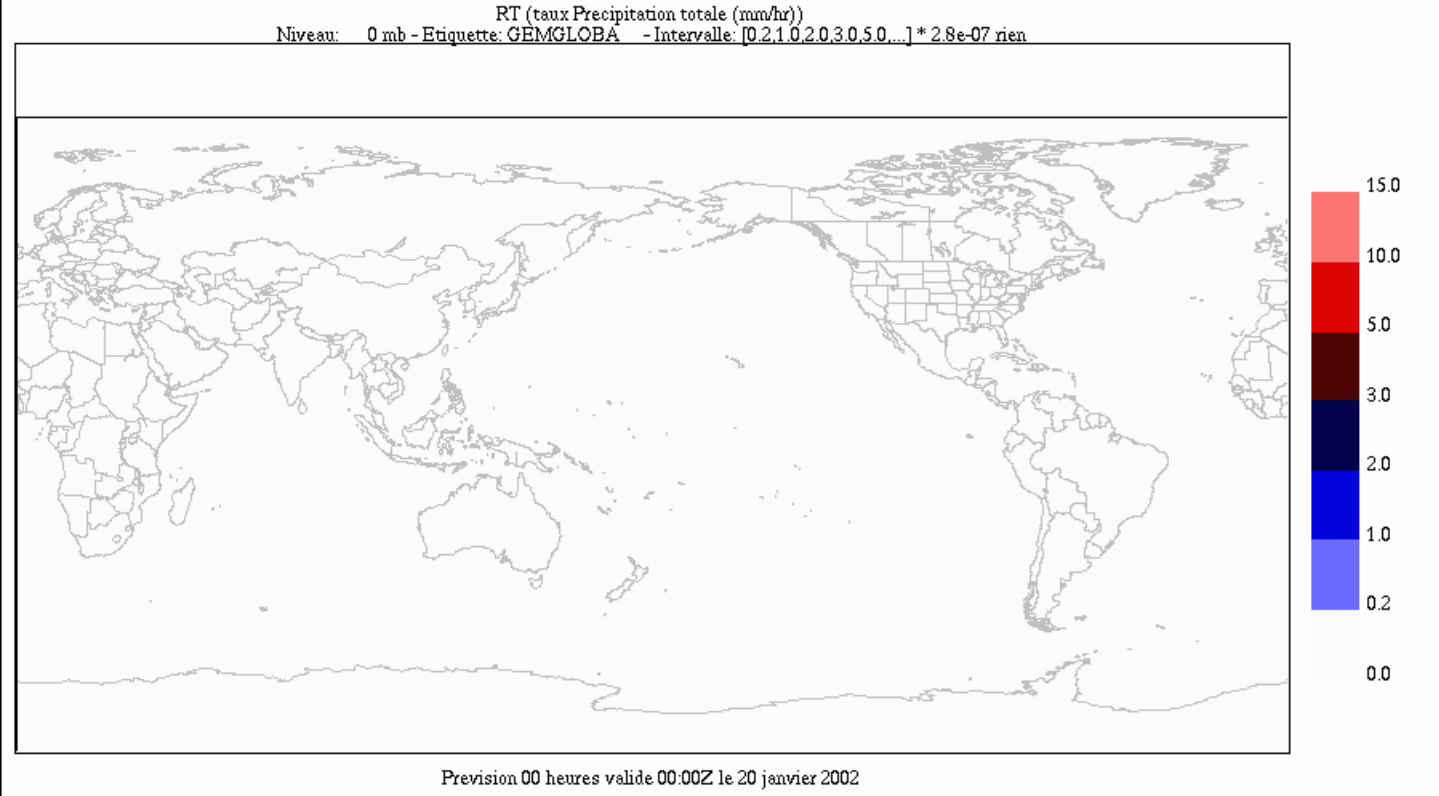 RT (taux Precipitation totale (mm/hr))
Niveau: 0 mb - Etiquette: GEMGLOBA - Intervalle: [0.2,1.0,2.0,3.0,5.0,...] * 2.8e-07 rien
15.0
10.0
5.0
3.0
2.0
1.0
0.2
0.0
Prevision 00 heures valide 00:00Z le 20 janvier 2002